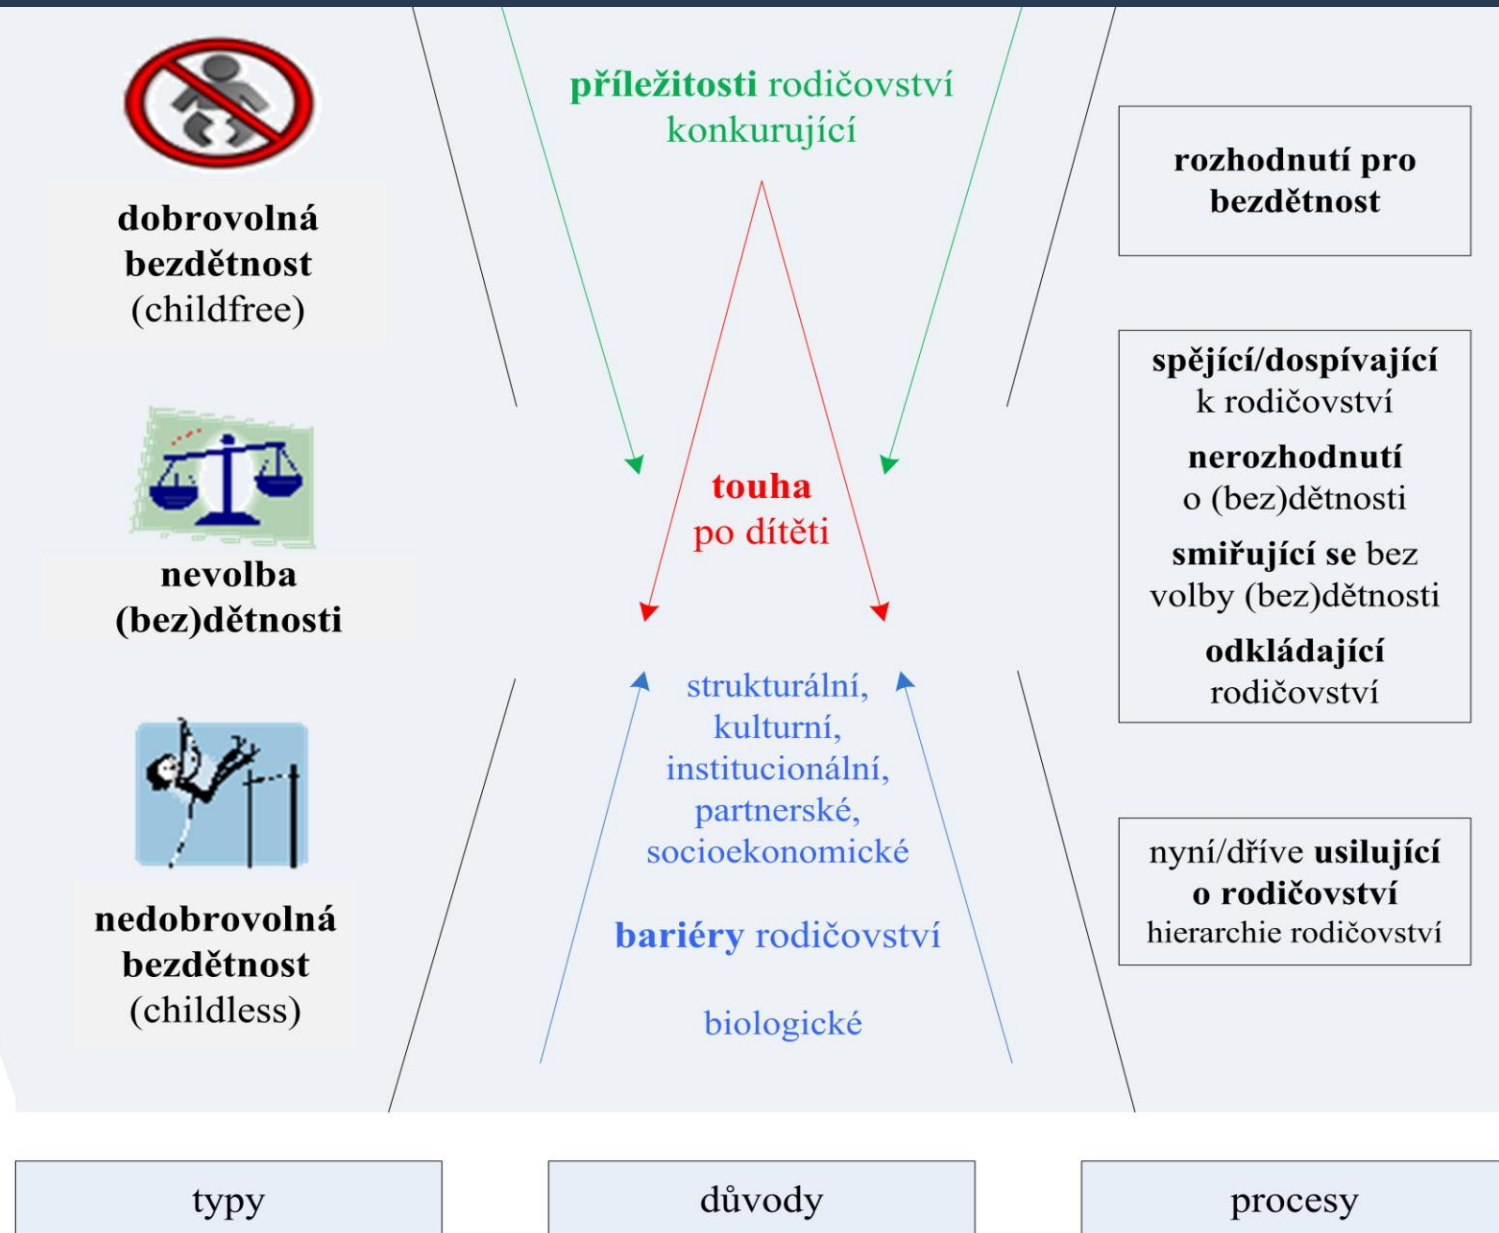 dobrovolná
bezdětnost
(childfree)
nevolba
(bez)dětnosti
nedobrovolná
bezdětnost
(childless)
příležitosti rodičovství
konkurující
touha
po dítěti
strukturální,
kulturní,
institucionální,
partnerské,
socioekonomické
bariéry rodičovství
biologické
rozhodnutí pro
bezdětnost
spějící/dospívající
k rodičovství
nerozhodnutí
o (bez)dětnosti
smiřující se bez
volby (bez)dětnosti
odkládající
rodičovství
nyní/dříve usilující
o rodičovství
hierarchie rodičovství
typy
důvody
procesy